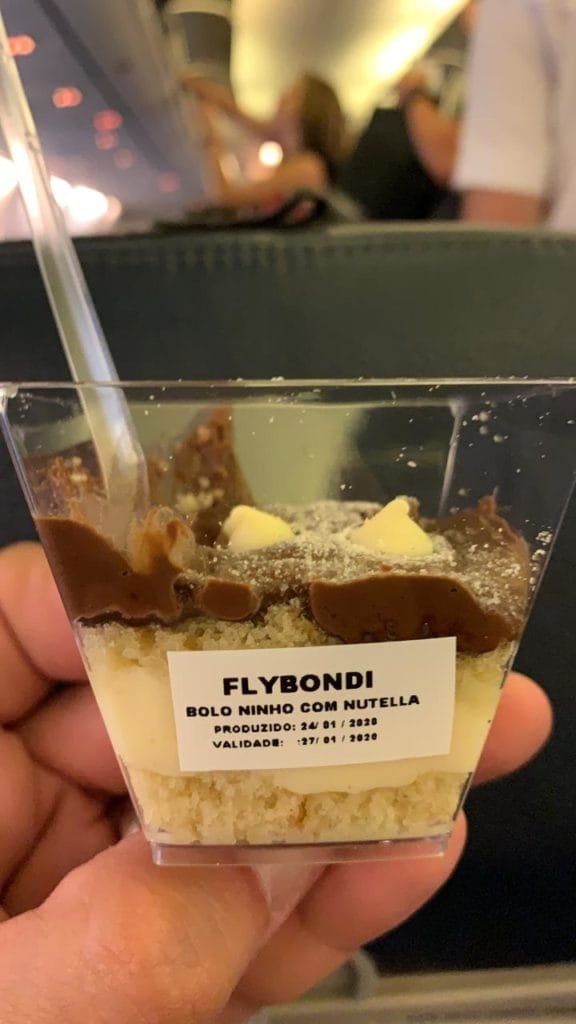 FLYBONDI
BOLO NINHO COM NUTELLA
PRODUZIDO: 24/ 01 / 2020
VALIDADE: :27/ 01 / 2020